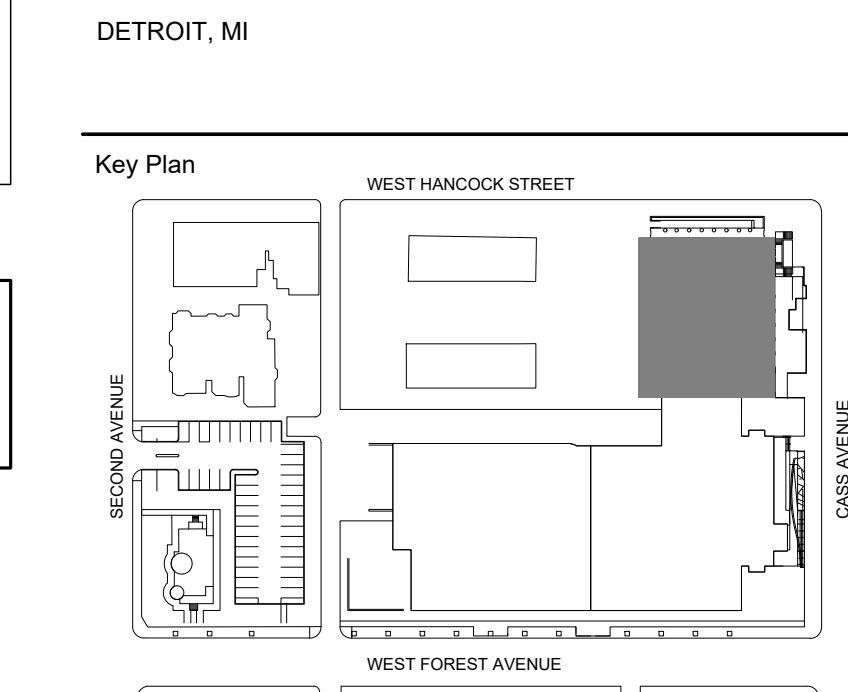 DETROIT, MI
Key Plan
WEST HANCOCK STREET
SECOND AVENUE
CASS AVENUE
WEST FOREST AVENUE